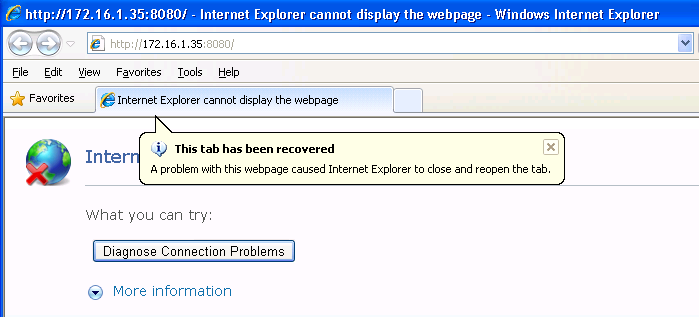 http://172.16.1.35:8080/ - Internet Explorer cannot display the webpage - Windows Internet Explorer
http://172.16.1.35:8080/
File Edit View Favorites Tools Help
Favorites Internet Explorer cannot display the webpage
This tab has been recovered
Intern
A problem with this webpage caused Internet Explorer to close and reopen the tab.
What you can try:
Diagnose Connection Problems
More information